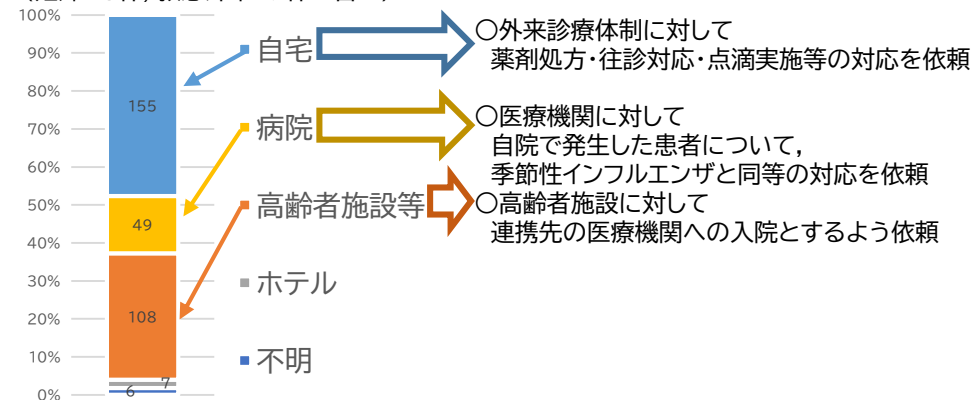 100%
90%
80%
70%
60%
50%
40%
30%
20%
10%
0%
155
49
108
7
6
自宅
病院
高齢者施設等
ホテル
不明
○外来診療体制に対して
薬剤処方・往診対応・点滴実施等の対応を依頼
○医療機関に対して
自院で発生した患者について,
季節性インフルエンザと同等の対応を依頼
○高齢者施設に対して
連携先の医療機関への入院とするよう依頼